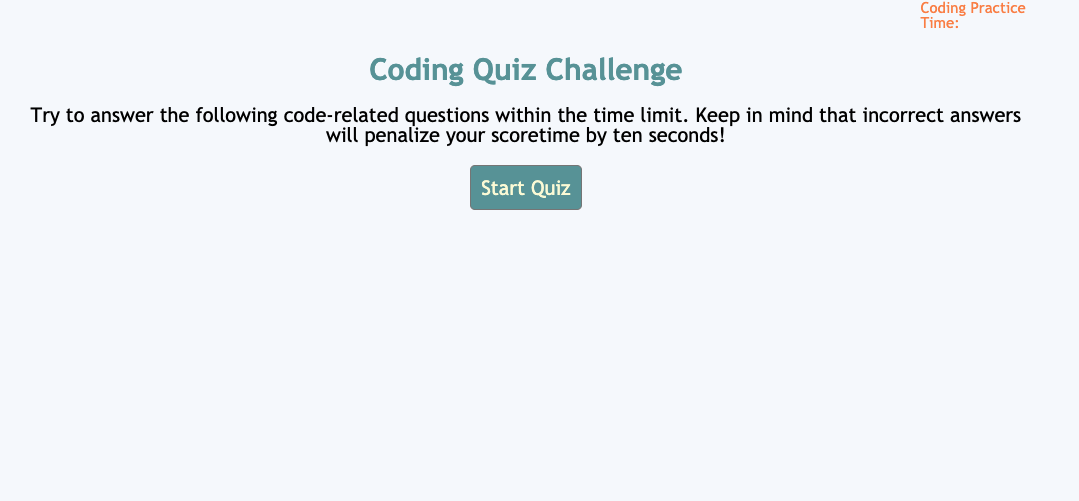 Coding Practice
Time:
Coding Quiz Challenge
Try to answer the following code-related questions within the time limit. Keep in mind that incorrect answers
will penalize your scoretime by ten seconds!
Start Quiz